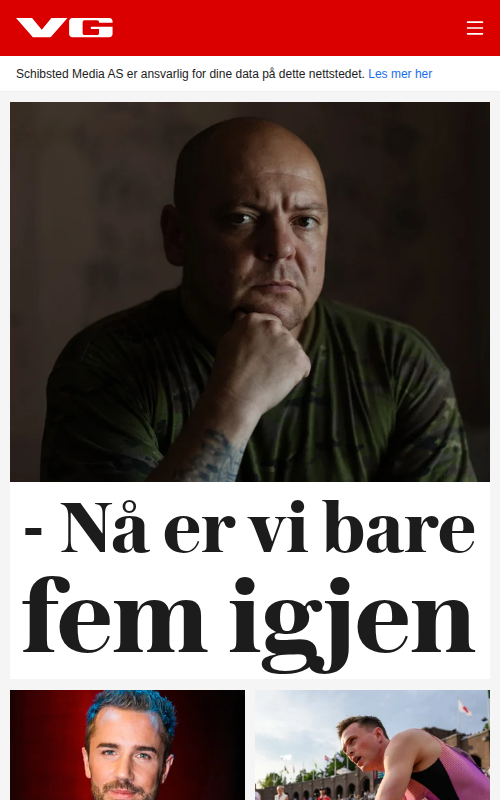 VG
Schibsted Media AS er ansvarlig for dine data på dette nettstedet. Les mer her
- Nå er vi bare
fem igjen